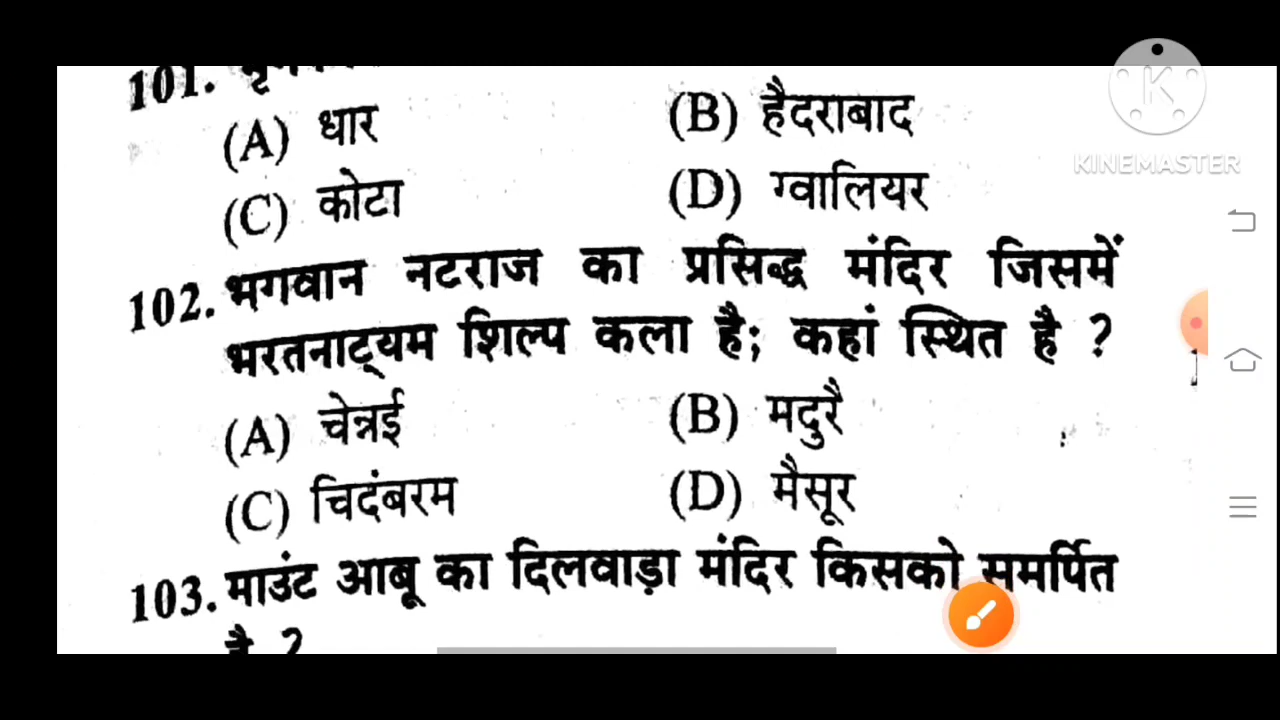 101.
(A) धार (B) हैदराबाद
(C) कोटा (D) ग्वालियर
102. भगवान नटराज का प्रसिद्ध मंदिर जिसमें
भरतनाट्यम शिल्प कला है; कहां स्थित है ?
(A) चेन्नई (B) मदुरै
(C) चिदंबरम (D) मैसूर
103. माउंट आबू का दिलवाड़ा मंदिर किसको समर्पित
है ?
K
KINEMASTER